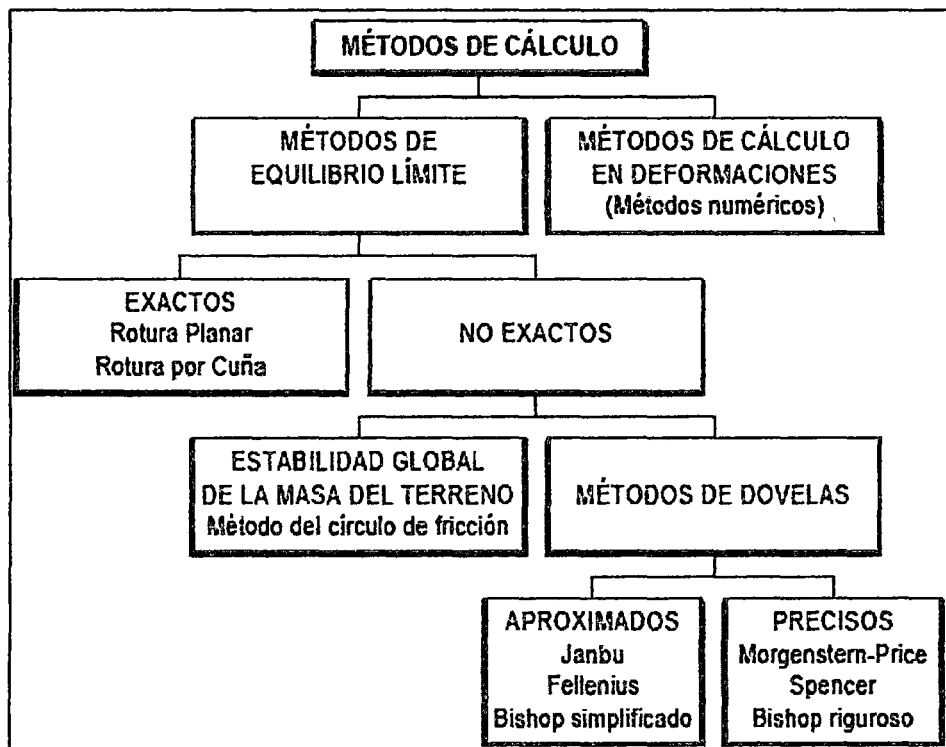 MÉTODOS DE CÁLCULO
MÉTODOS DE
EQUILIBRIO LÍMITE
MÉTODOS DE CÁLCULO
EN DEFORMACIONES
(Métodos numéricos)
EXACTOS
Rotura Planar
Rotura por Cuña
NO EXACTOS
ESTABILIDAD GLOBAL
DE LA MASA DEL TERRENO
Método del círculo de fricción
MÉTODOS DE DOVELAS
APROXIMADOS
Janbu
Fellenius
Bishop simplificado
PRECISOS
Morgenstern-Price
Spencer
Bishop riguroso